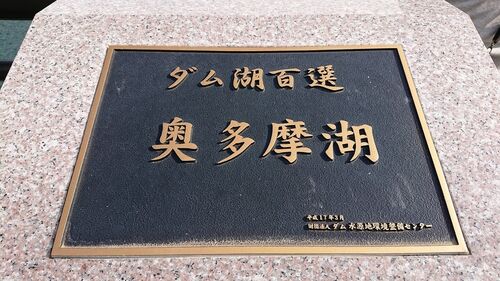 ダム湖百選
奥多摩湖
平成17年3月
財団法人 ダム水源地環境整備センター